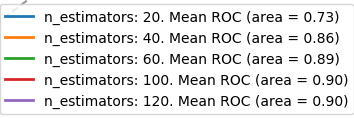 n_estimators: 20. Mean ROC (area = 0.73)
n_estimators: 40. Mean ROC (area = 0.86)
n_estimators: 60. Mean ROC (area = 0.89)
n_estimators: 100. Mean ROC (area = 0.90)
n_estimators: 120. Mean ROC (area = 0.90)